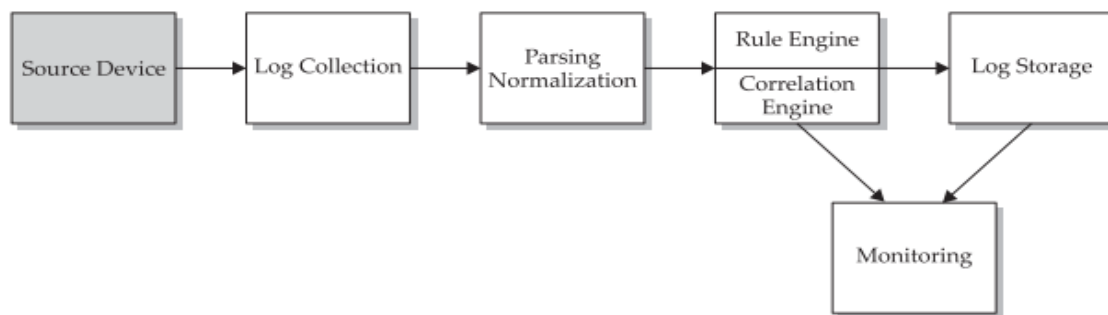 Source Device
Log Collection
Parsing
Normalization
Rule Engine
Correlation
Engine
Log Storage
Monitoring